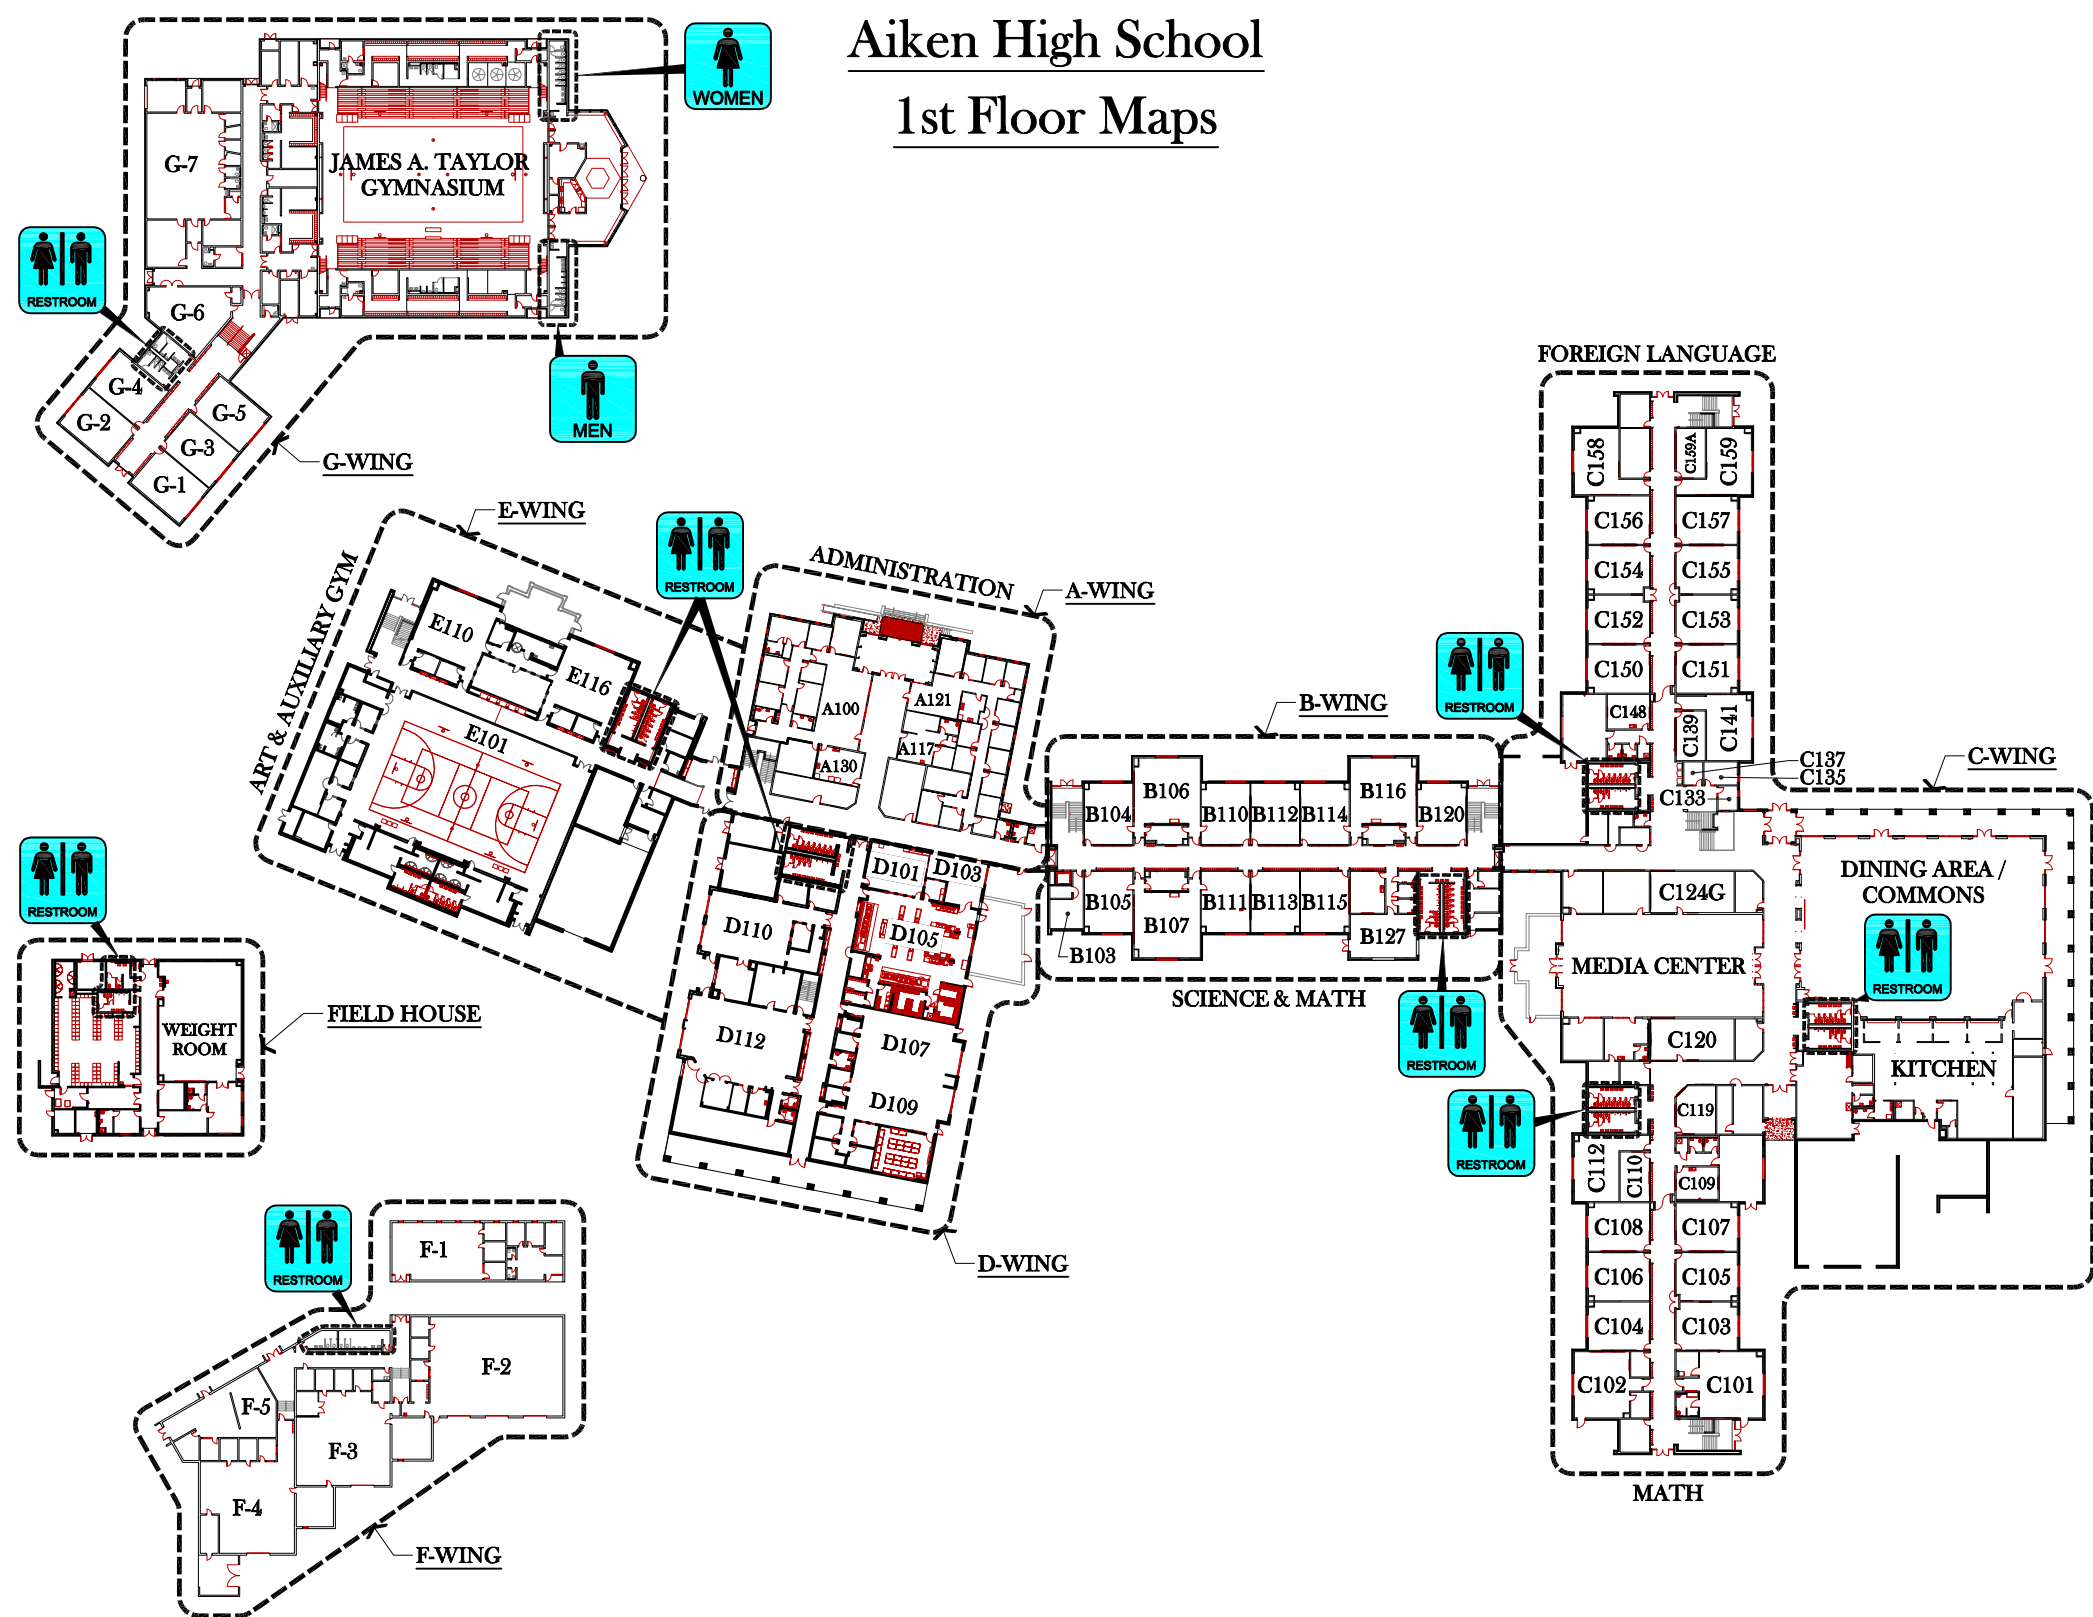 Aiken High School
1st Floor Maps
WOMEN
G-7
JAMES A. TAYLOR
GYMNASIUM
RESTROOM
G-6
G-4
G-2
G-5
G-3
G-1
MEN
G-WING
E-WING
ART & AUXILIARY GYM
E110
E116
E101
RESTROOM
ADMINISTRATION
A-WING
A100
A121
A117
A130
B-WING
B104
B106
B110
B112
B114
B116
B120
B105
B107
B111
B113
B115
B127
B103
SCIENCE & MATH
RESTROOM
FOREIGN LANGUAGE
C158
C159A
C159
C156
C157
C154
C155
C152
C153
C150
C151
C148
C139
C141
C137
C135
C133
RESTROOM
C-WING
DINING AREA /
COMMONS
RESTROOM
C124G
MEDIA CENTER
C120
KITCHEN
RESTROOM
C119
C112
C110
C109
C108
C107
C106
C105
C104
C103
C102
C101
MATH
D101
D103
D110
D105
D112
D107
D109
D-WING
RESTROOM
WEIGHT
ROOM
FIELD HOUSE
RESTROOM
F-1
F-2
F-5
F-3
F-4
F-WING